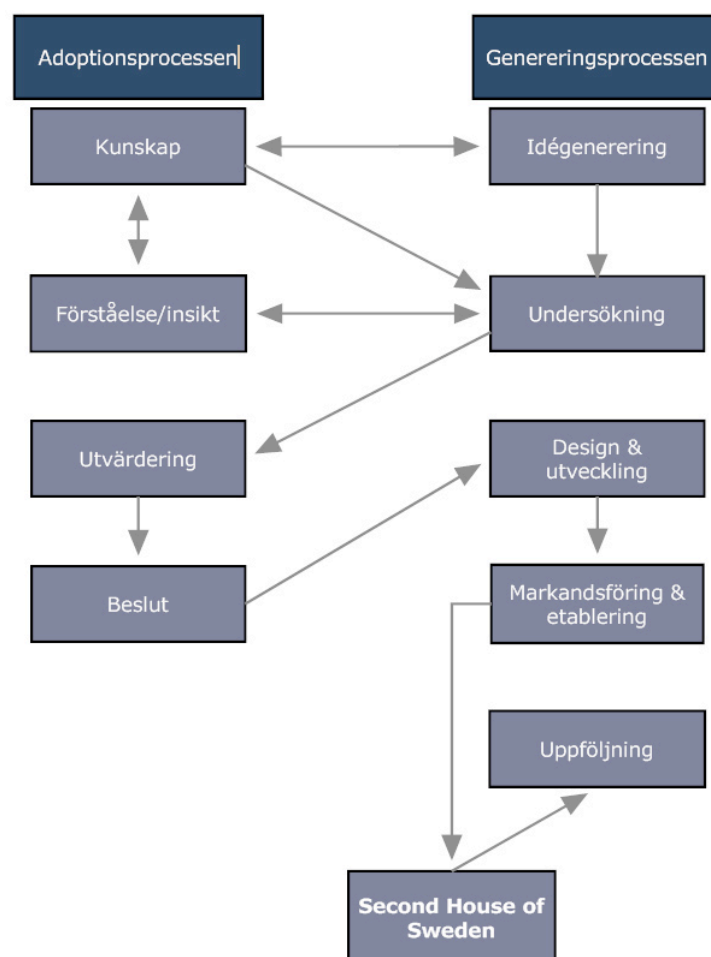 Adoptionsprocessen
Genereringsprocessen
Kunskap
Idégenerering
Förståelse/insikt
Undersökning
Utvärdering
Design &
utveckling
Beslut
Markandsföring &
etablering
Uppföljning
Second House of
Sweden